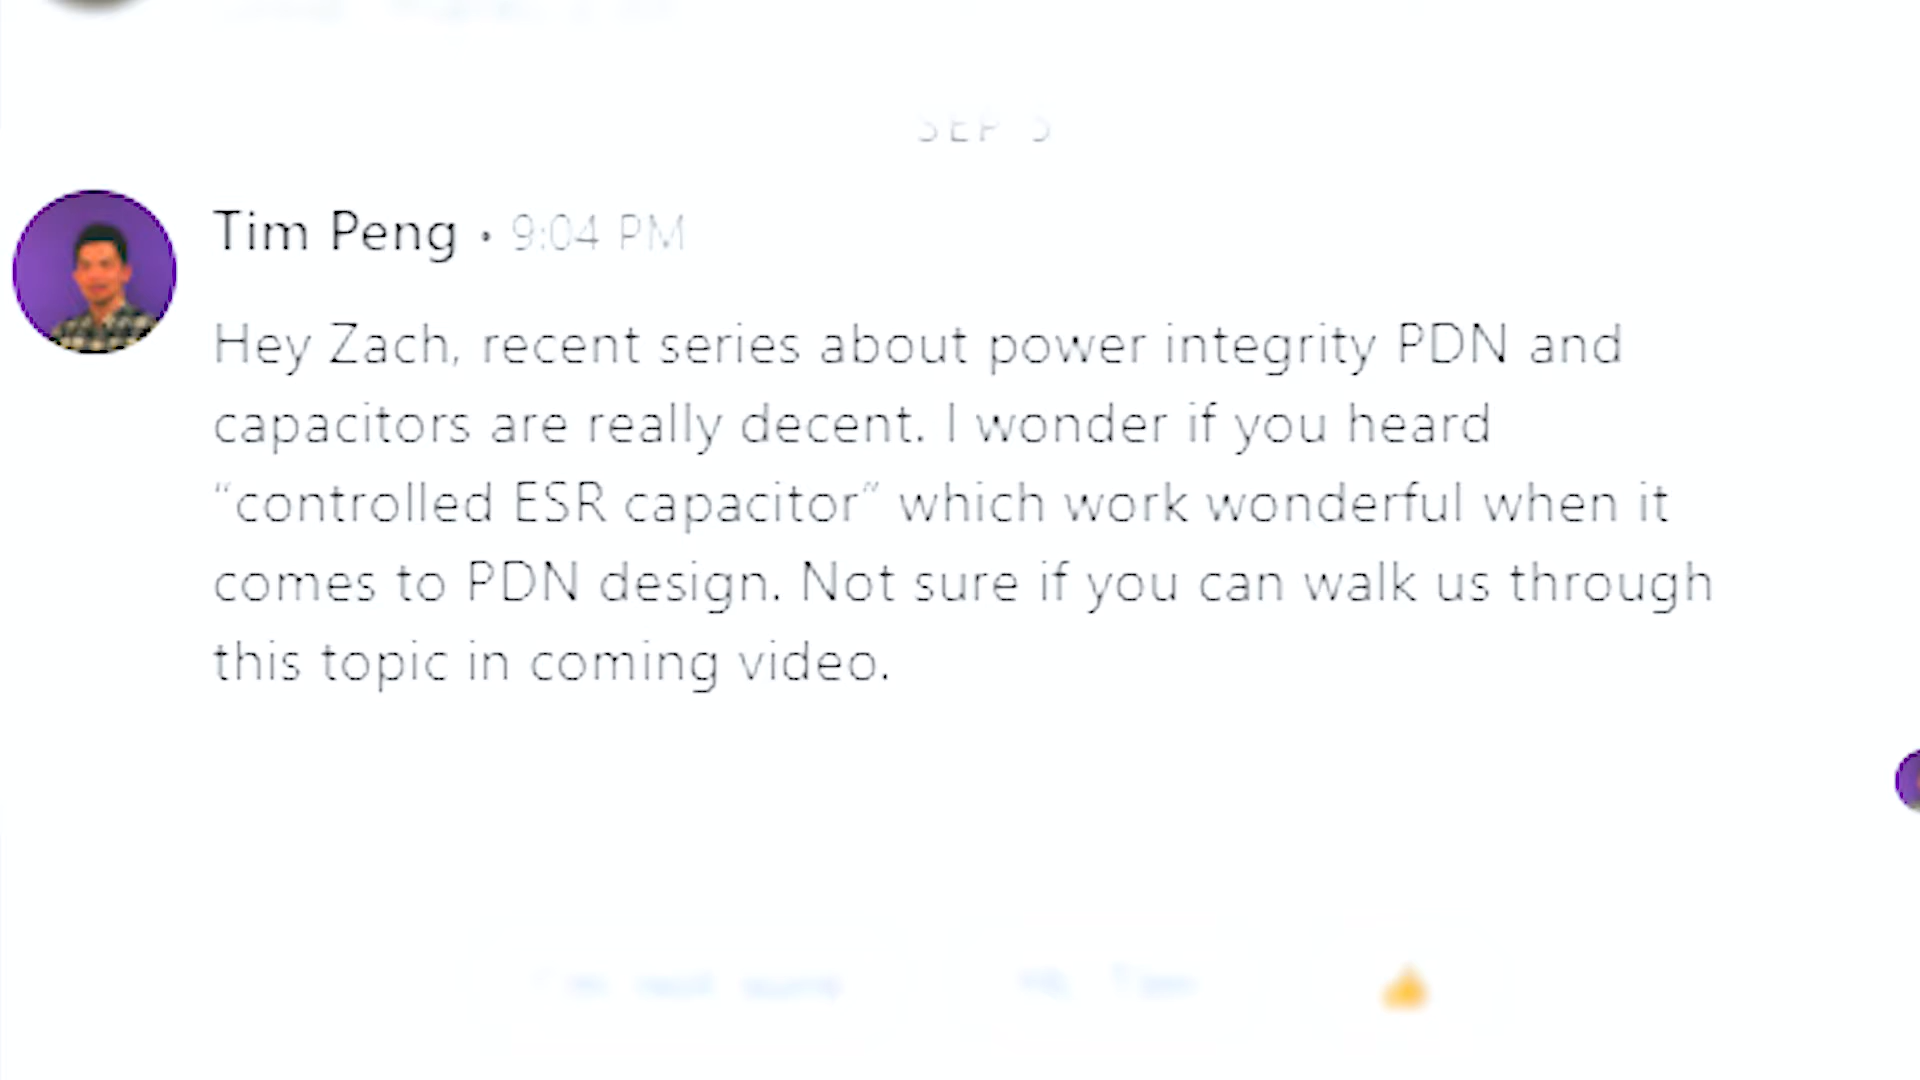 SEP 5
Tim Peng • 9:04 PM
Hey Zach, recent series about power integrity PDN and
capacitors are really decent. I wonder if you heard
“controlled ESR capacitor” which work wonderful when it
comes to PDN design. Not sure if you can walk us through
this topic in coming video.